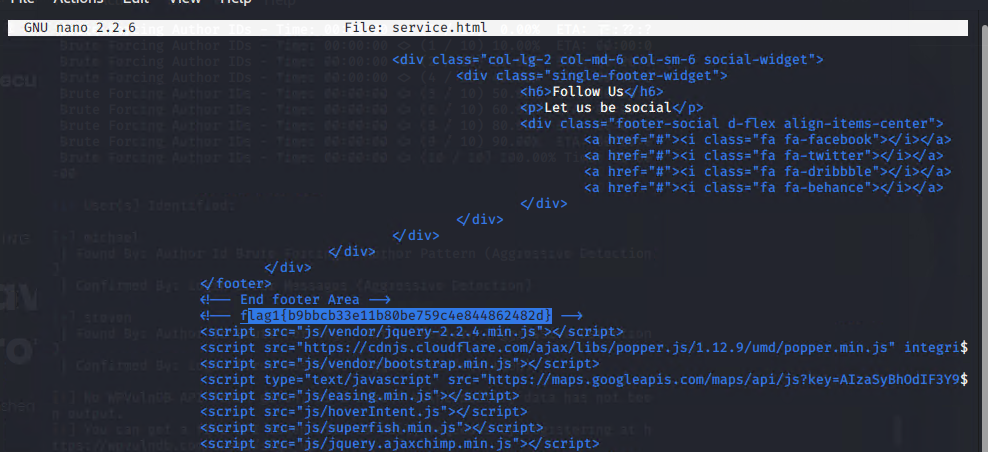 File Actions Edit View Help
GNU nano 2.2.6 File: service.html
<div class="col-lg-2 col-md-6 col-sm-6 social-widget">
<div class="single-footer-widget">
<h6>Follow Us</h6>
<p>Let us be social</p>
<div class="footer-social d-flex align-items-center">
<a href="#"><i class="fa fa-facebook"></i></a>
<a href="#"><i class="fa fa-twitter"></i></a>
<a href="#"><i class="fa fa-dribbble"></i></a>
<a href="#"><i class="fa fa-behance"></i></a>
</div>
</div>
</div>
</div>
</div>
</footer>
<!-- End footer Area -->
<!-- flag1{b9bbcb33e11b80be759c4e844862482d} -->
<script src="js/vendor/jquery-2.2.4.min.js"></script>
<script src="https://cdnjs.cloudflare.com/ajax/libs/popper.js/1.12.9/umd/popper.min.js" integri$
<script src="js/vendor/bootstrap.min.js"></script>
<script type="text/javascript" src="https://maps.googleapis.com/maps/api/js?key=AIzaSyBhOdIF3Y9$
<script src="js/easing.min.js"></script>
<script src="js/hoverIntent.js"></script>
<script src="js/superfish.min.js"></script>
<script src="js/jquery.ajaxchimp.min.js"></script>